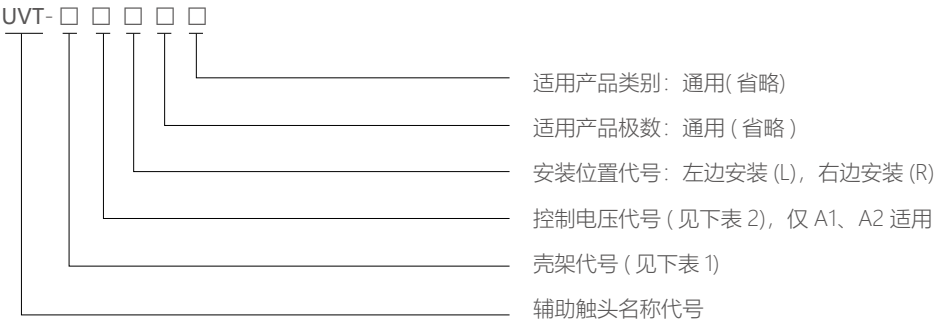 UVT-□ □ □ □ □
适用产品类别：通用( 省略)
适用产品极数：通用 ( 省略 )
安装位置代号：左边安装 (L)，右边安装 (R)
控制电压代号 ( 见下表 2)，仅 A1、A2 适用
壳架代号 ( 见下表 1)
辅助触头名称代号